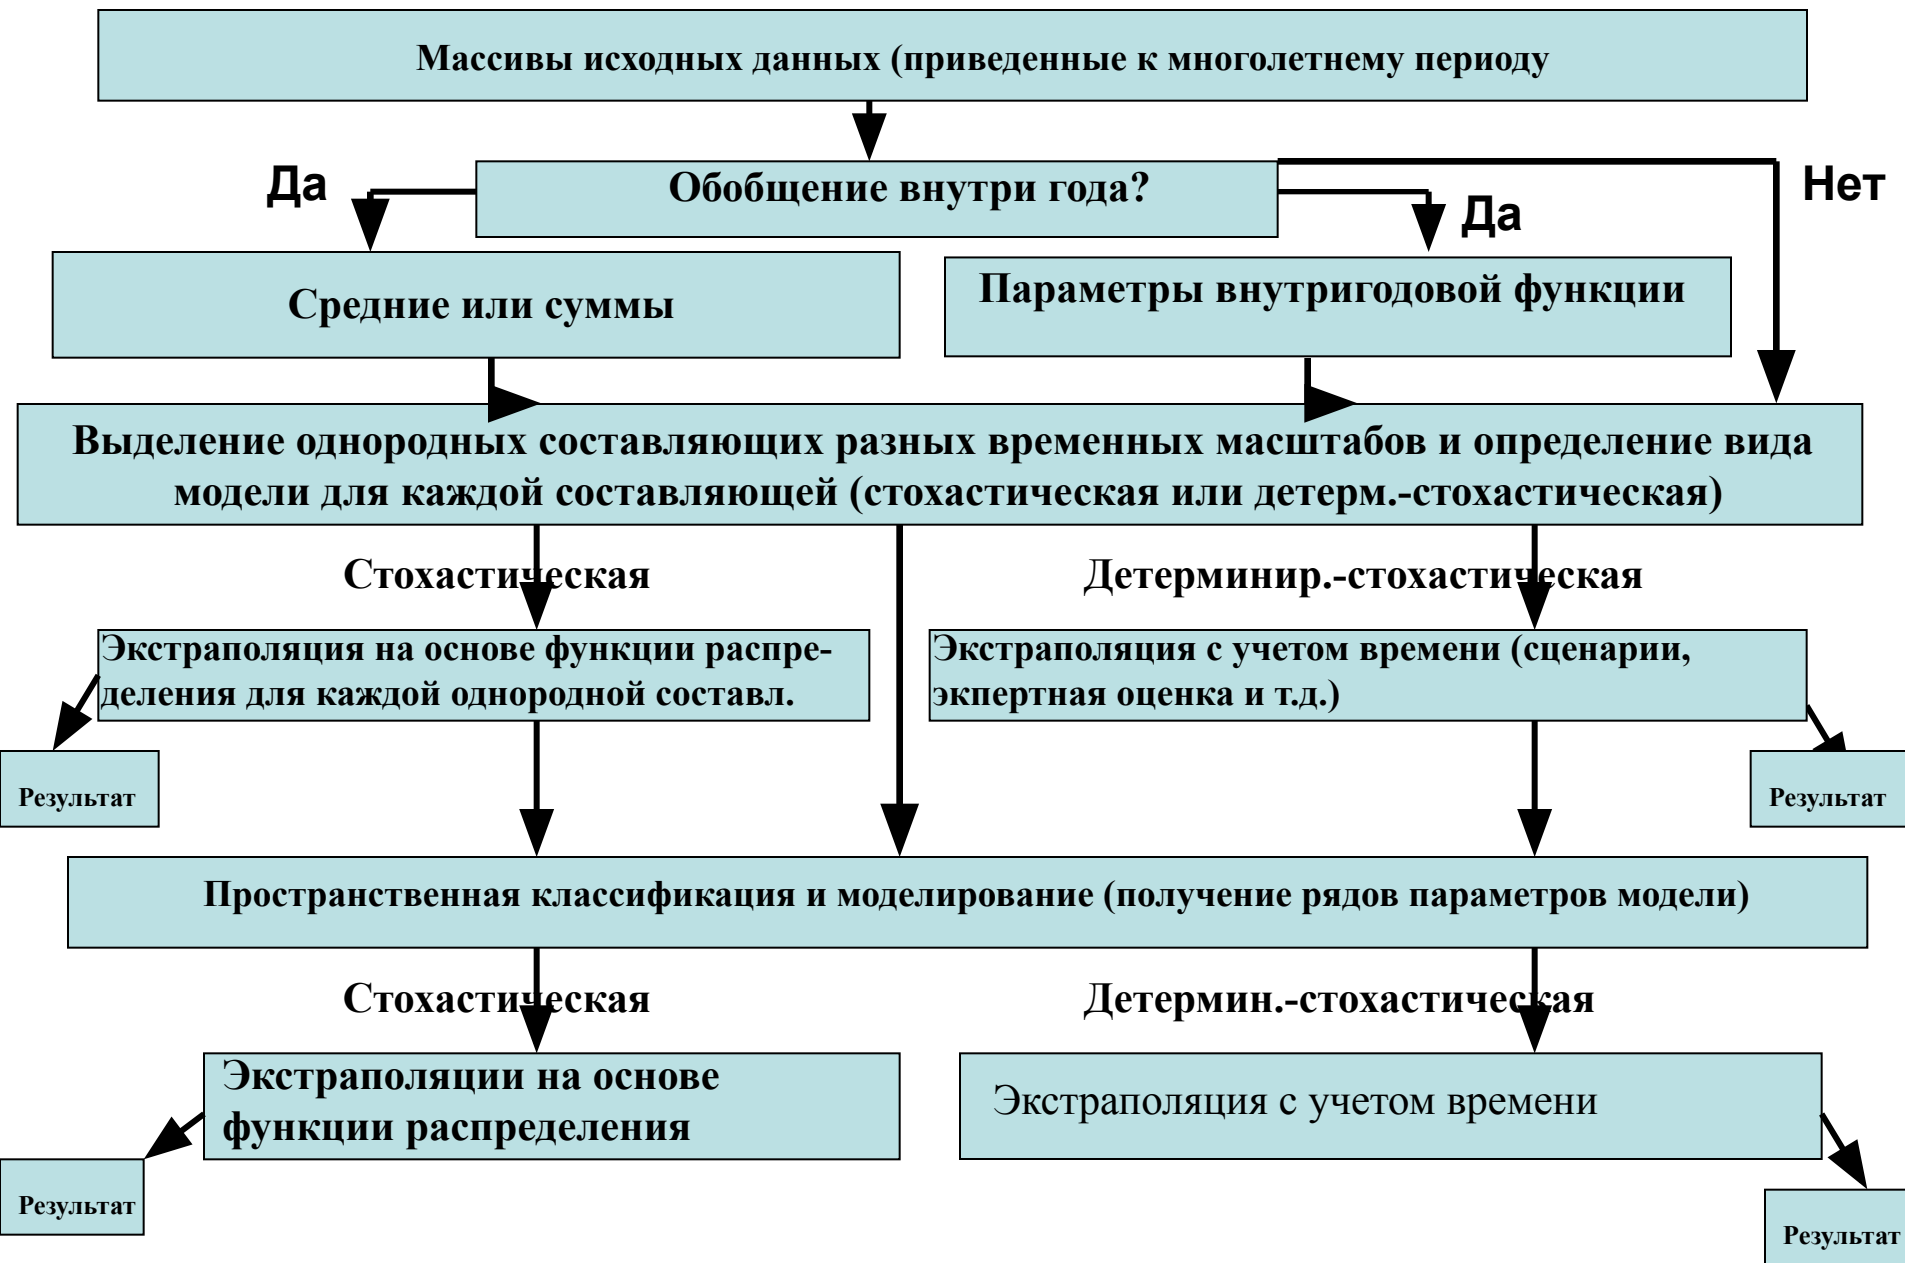 Массивы исходных данных (приведенные к многолетнему периоду
Да
Обобщение внутри года?
Да
Нет
Средние или суммы
Параметры внутригодовой функции
Выделение однородных составляющих разных временных масштабов и определение вида
модели для каждой составляющей (стохастическая или детерм.-стохастическая)
Стохастическая
Детерминир.-стохастическая
Экстраполяция на основе функции распре-
деления для каждой однородной составл.
Экстраполяция с учетом времени (сценарии,
экпертная оценка и т.д.)
Результат
Результат
Пространственная классификация и моделирование (получение рядов параметров модели)
Стохастическая
Детермин.-стохастическая
Экстраполяции на основе
функции распределения
Экстраполяция с учетом времени
Результат
Результат